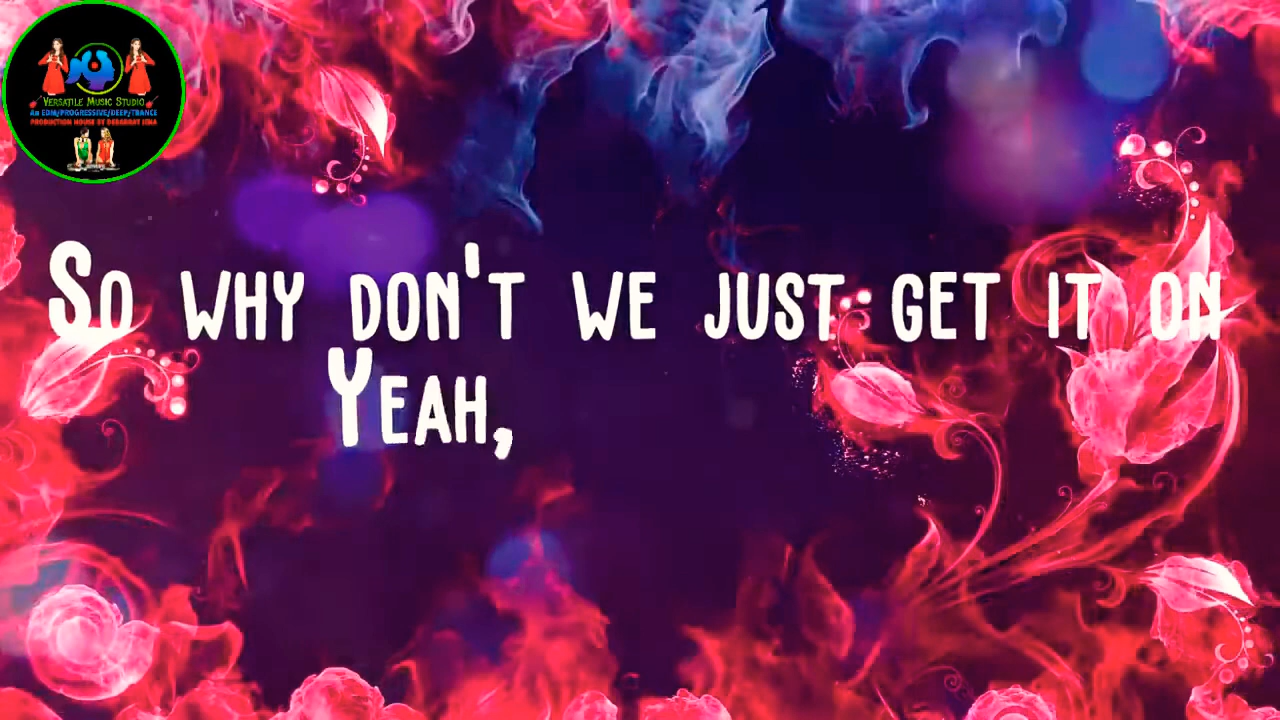 Versatile Music Studio
An EDM/PROGRESSIVE/DEEP/TRANCE
PRODUCTION HOUSE BY DEBABRAT JENA
So why don't we just get it on
Yeah,